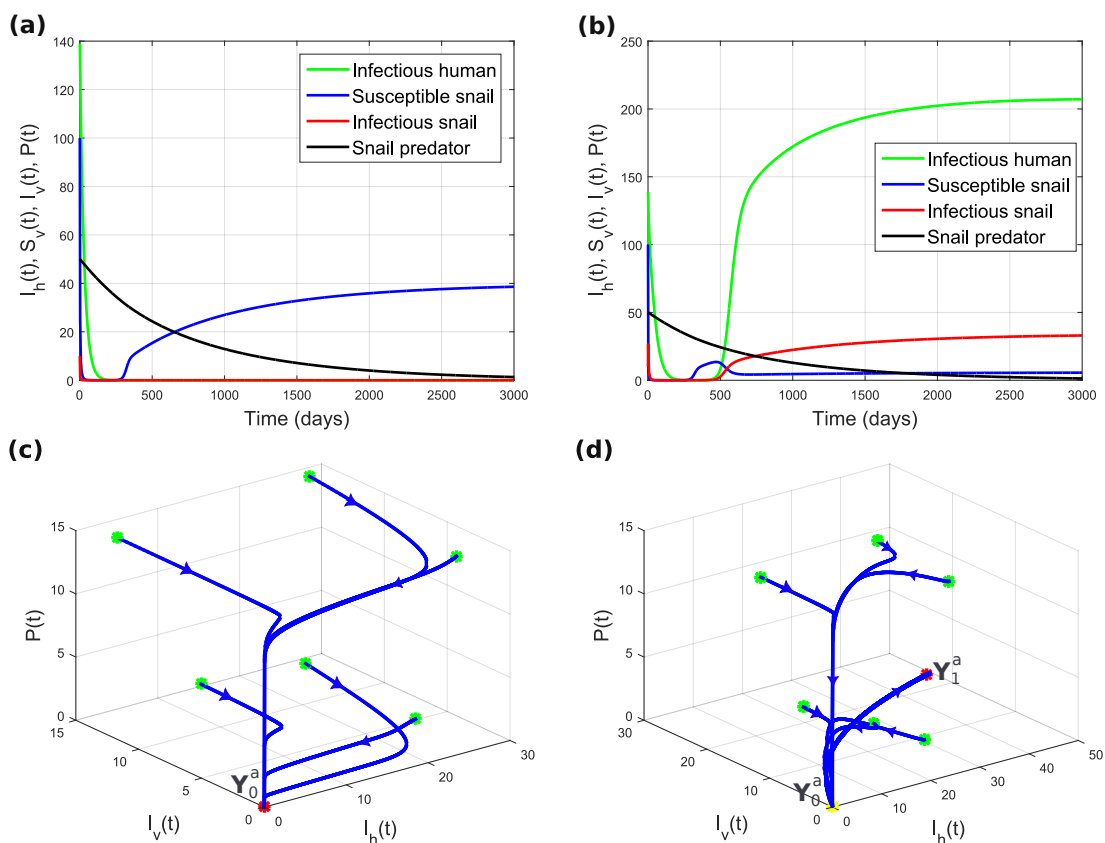 (a)
I_h(t), S_v(t), I_v(t), P(t)
140
120
100
80
60
40
20
0
0 500 1000 1500 2000 2500 3000
Time (days)
Infectious human
Susceptible snail
Infectious snail
Snail predator
(b)
I_h(t), S_v(t), I_v(t), P(t)
250
200
150
100
50
0
0 500 1000 1500 2000 2500 3000
Time (days)
Infectious human
Susceptible snail
Infectious snail
Snail predator
(c)
P(t)
15
10
5
0
15
10
5
0
I_v(t)
0
10
20
30
I_h(t)
Y_0^a
(d)
P(t)
15
10
5
0
30
20
10
0
I_v(t)
0
10
20
30
40
50
I_h(t)
Y_1^a
Y_0^a